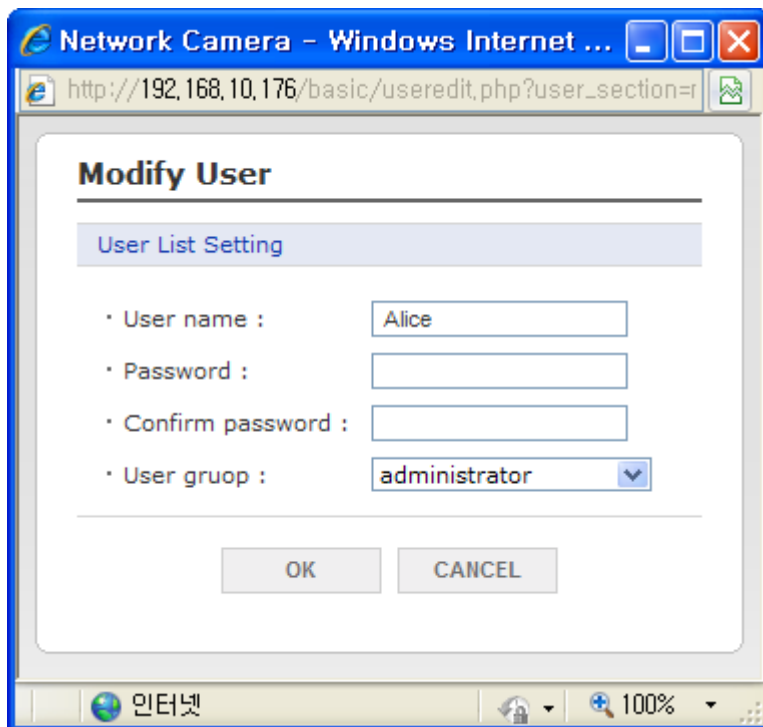 Network Camera - Windows Internet ...
http://192,168,10,176/basic/useredit,php?user_section=r
Modify User
User List Setting
· User name : Alice
· Password :
· Confirm password :
· User gruop : administrator
OK CANCEL
인터넷 100%